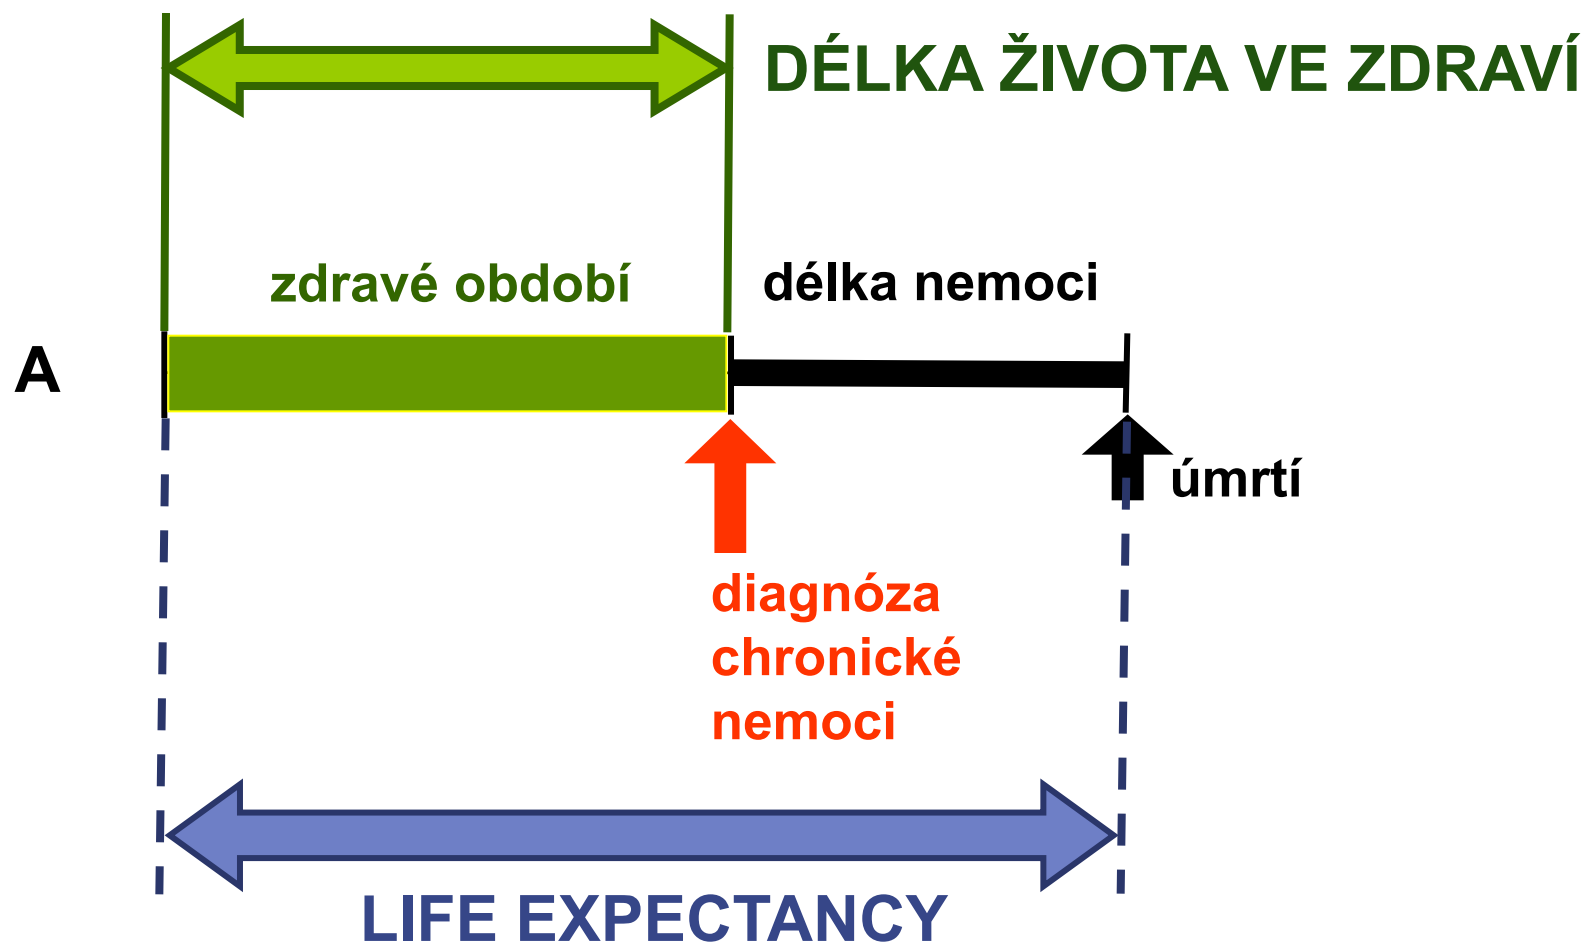 DÉLKA ŽIVOTA VE ZDRAVÍ
zdravé období
délka nemoci
A
úmrtí
diagnóza
chronické
nemoci
LIFE EXPECTANCY